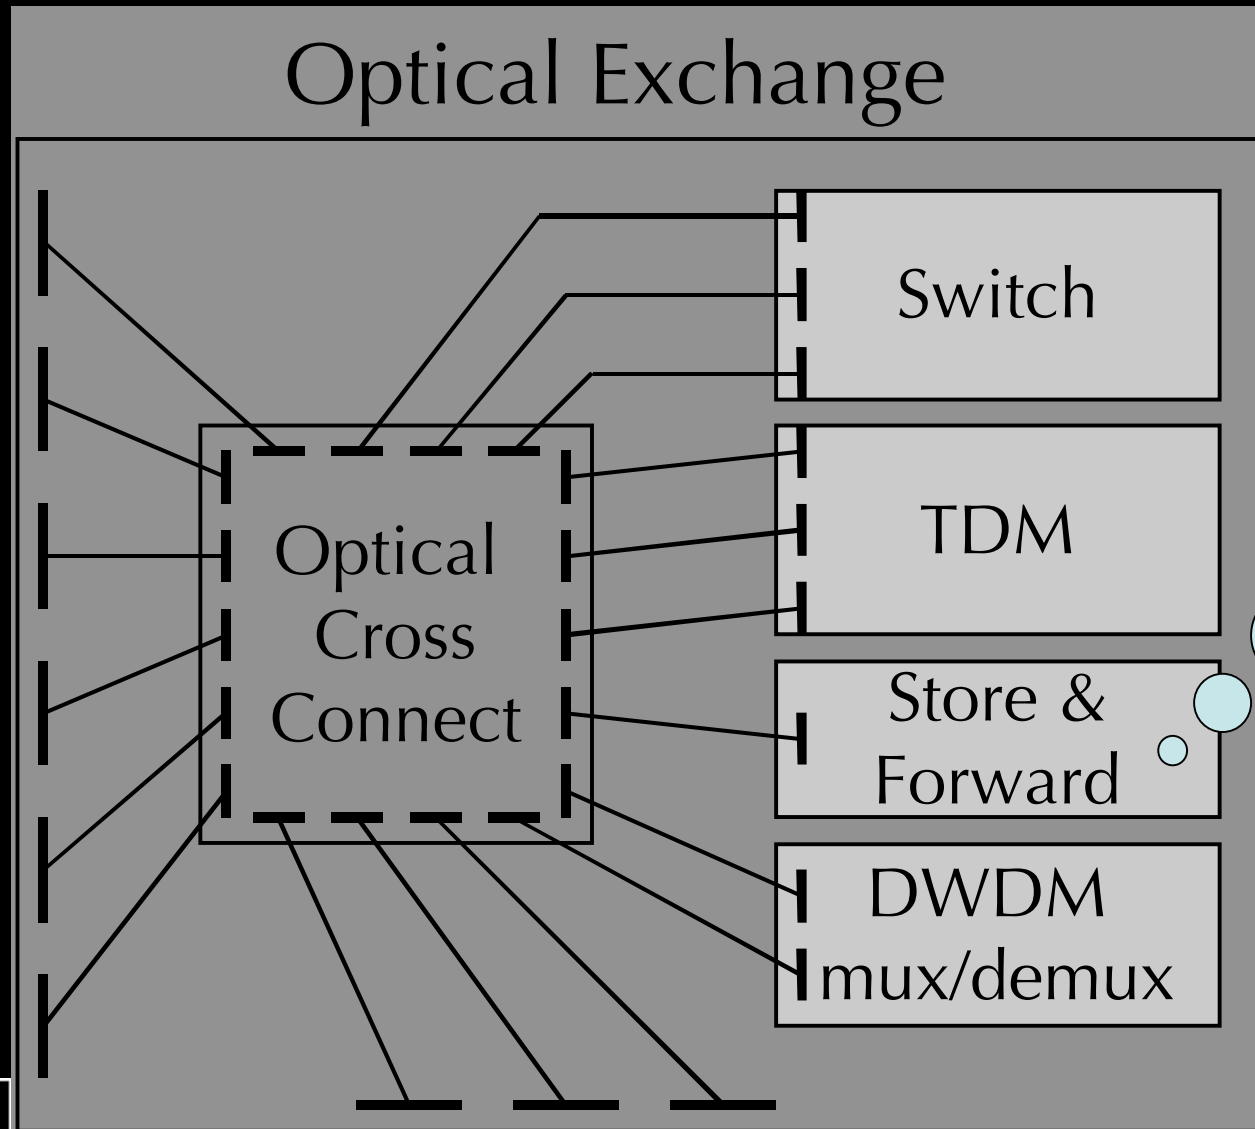 Optical Exchange
Switch
TDM
Optical
Cross
Connect
Store &
Forward
DWDM
mux/demux